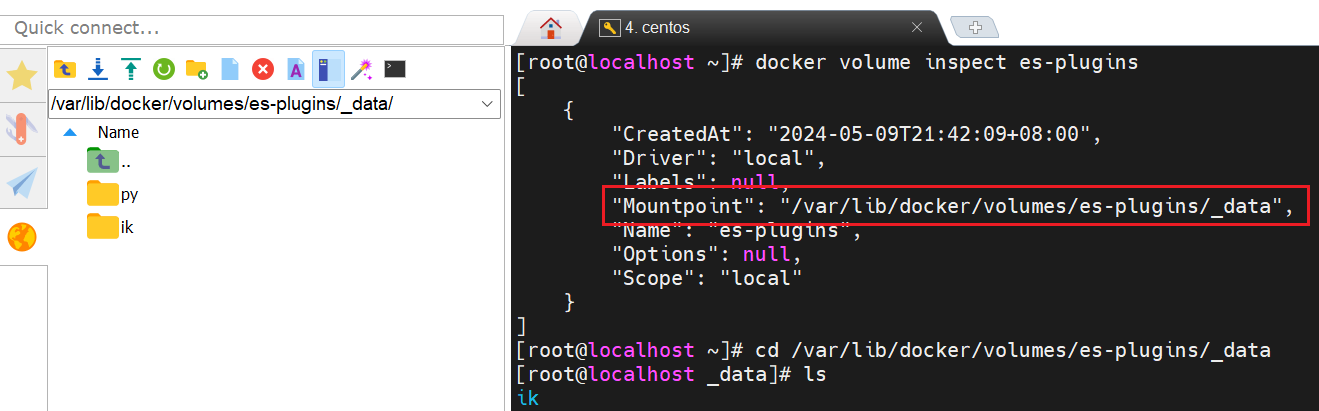 Quick connect...
/var/lib/docker/volumes/es-plugins/_data/
Name
..
py
ik
4. centos
[root@localhost ~]# docker volume inspect es-plugins
[
    {
        "CreatedAt": "2024-05-09T21:42:09+08:00",
        "Driver": "local",
        "Labels": null,
        "Mountpoint": "/var/lib/docker/volumes/es-plugins/_data",
        "Name": "es-plugins",
        "Options": null,
        "Scope": "local"
    }
]
[root@localhost ~]# cd /var/lib/docker/volumes/es-plugins/_data
[root@localhost _data]# ls
ik